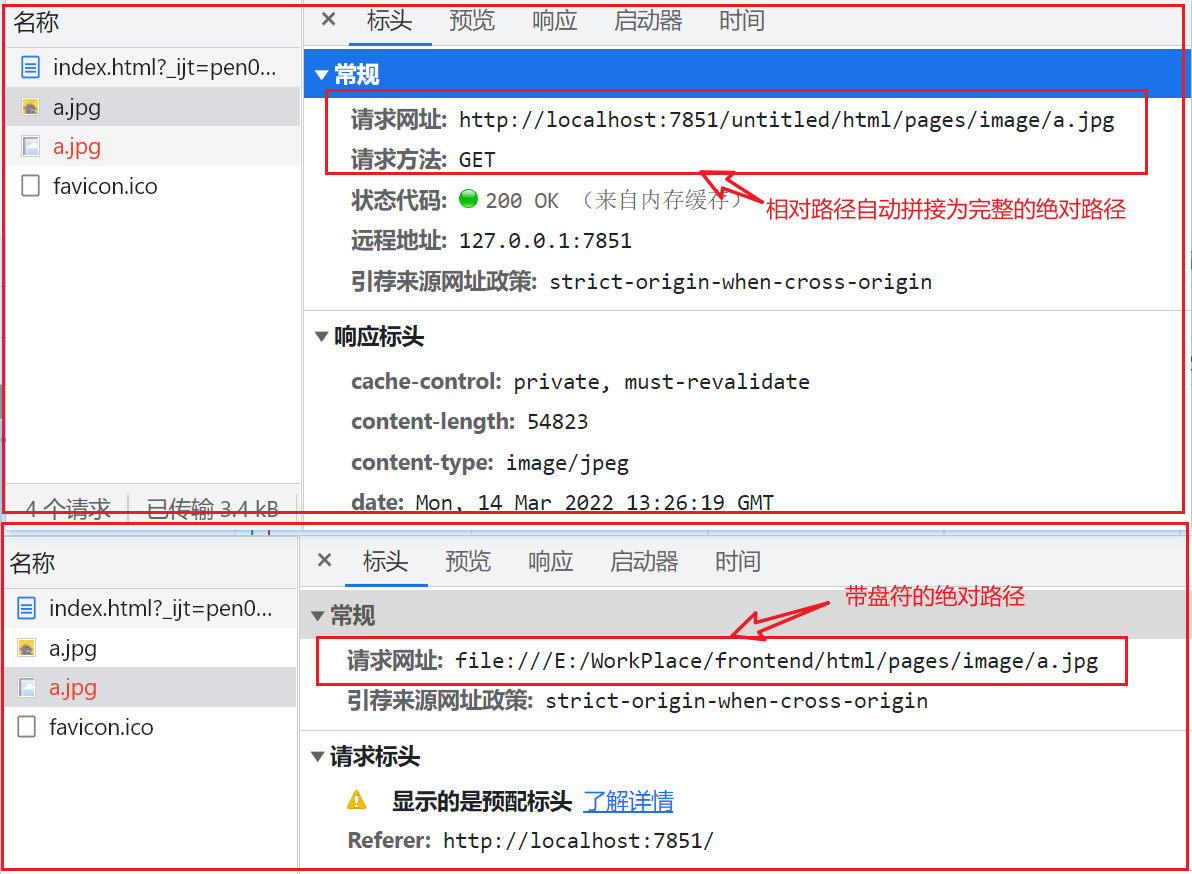 名称
× 标头 预览 响应 启动器 时间
index.html?_ijt=pen0...
a.jpg
a.jpg
favicon.ico
常规
请求网址: http://localhost:7851/untitled/html/pages/image/a.jpg
请求方法: GET
状态代码: 200 OK （来自内存缓存）
相对路径自动拼接为完整的绝对路径
远程地址: 127.0.0.1:7851
引荐来源网址政策: strict-origin-when-cross-origin
响应标头
cache-control: private, must-revalidate
content-length: 54823
content-type: image/jpeg
date: Mon, 14 Mar 2022 13:26:19 GMT
4 个请求 已传输 3.4 kB
名称
× 标头 预览 响应 启动器 时间
index.html?_ijt=pen0...
a.jpg
a.jpg
favicon.ico
常规
带盘符的绝对路径
请求网址: file:///E:/WorkPlace/frontend/html/pages/image/a.jpg
引荐来源网址政策: strict-origin-when-cross-origin
请求标头
显示的是预配标头 了解详情
Referer: http://localhost:7851/